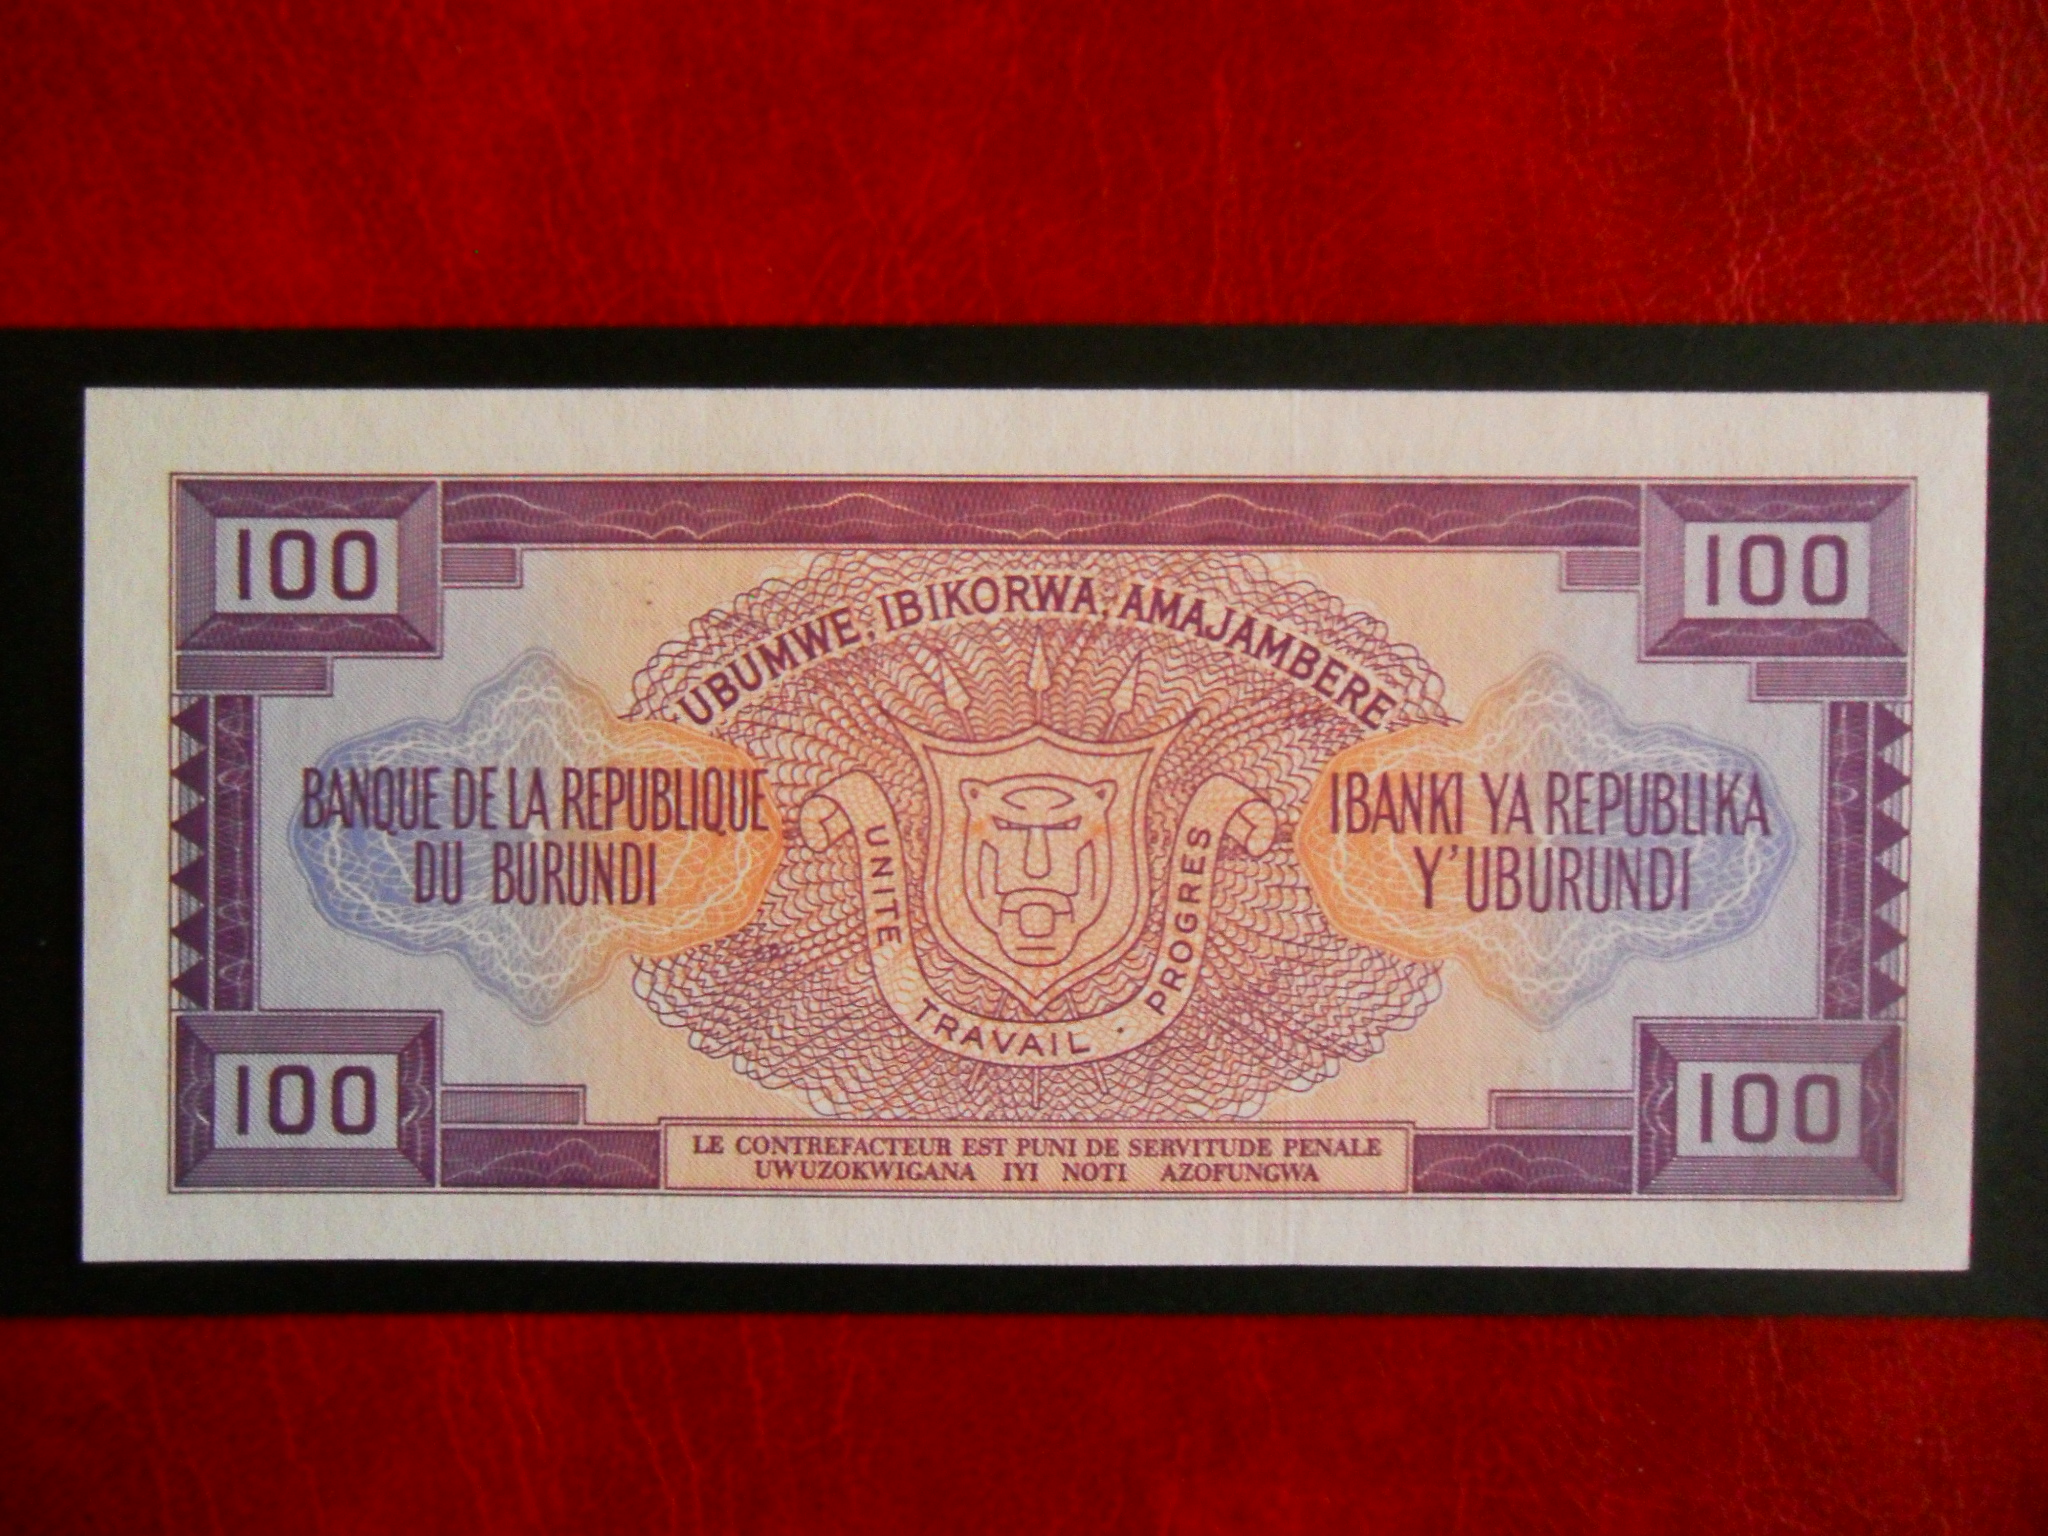 100
100
UBUMWE, IBIKORWA, AMAJAMBERE
BANQUE DE LA REPUBLIQUE
DU BURUNDI
IBANKI YA REPUBLIKA
Y'UBURUNDI
UNITE TRAVAIL · PROGRES
100
100
LE CONTREFACTEUR EST PUNI DE SERVITUDE PENALE
UWUZOKWIGANA IYI NOTI AZOFUNGWA